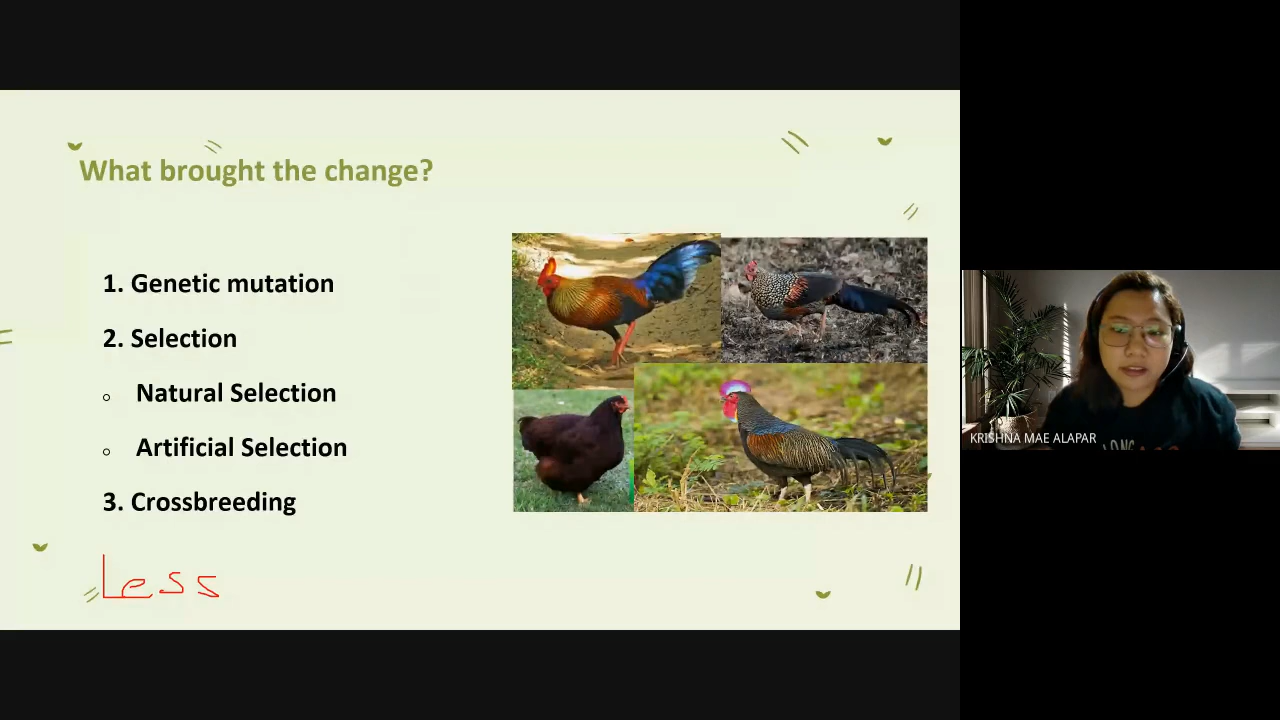 What brought the change?
1. Genetic mutation
2. Selection
Natural Selection
Artificial Selection
3. Crossbreeding
Less
KRISHNA MAE ALAPAR